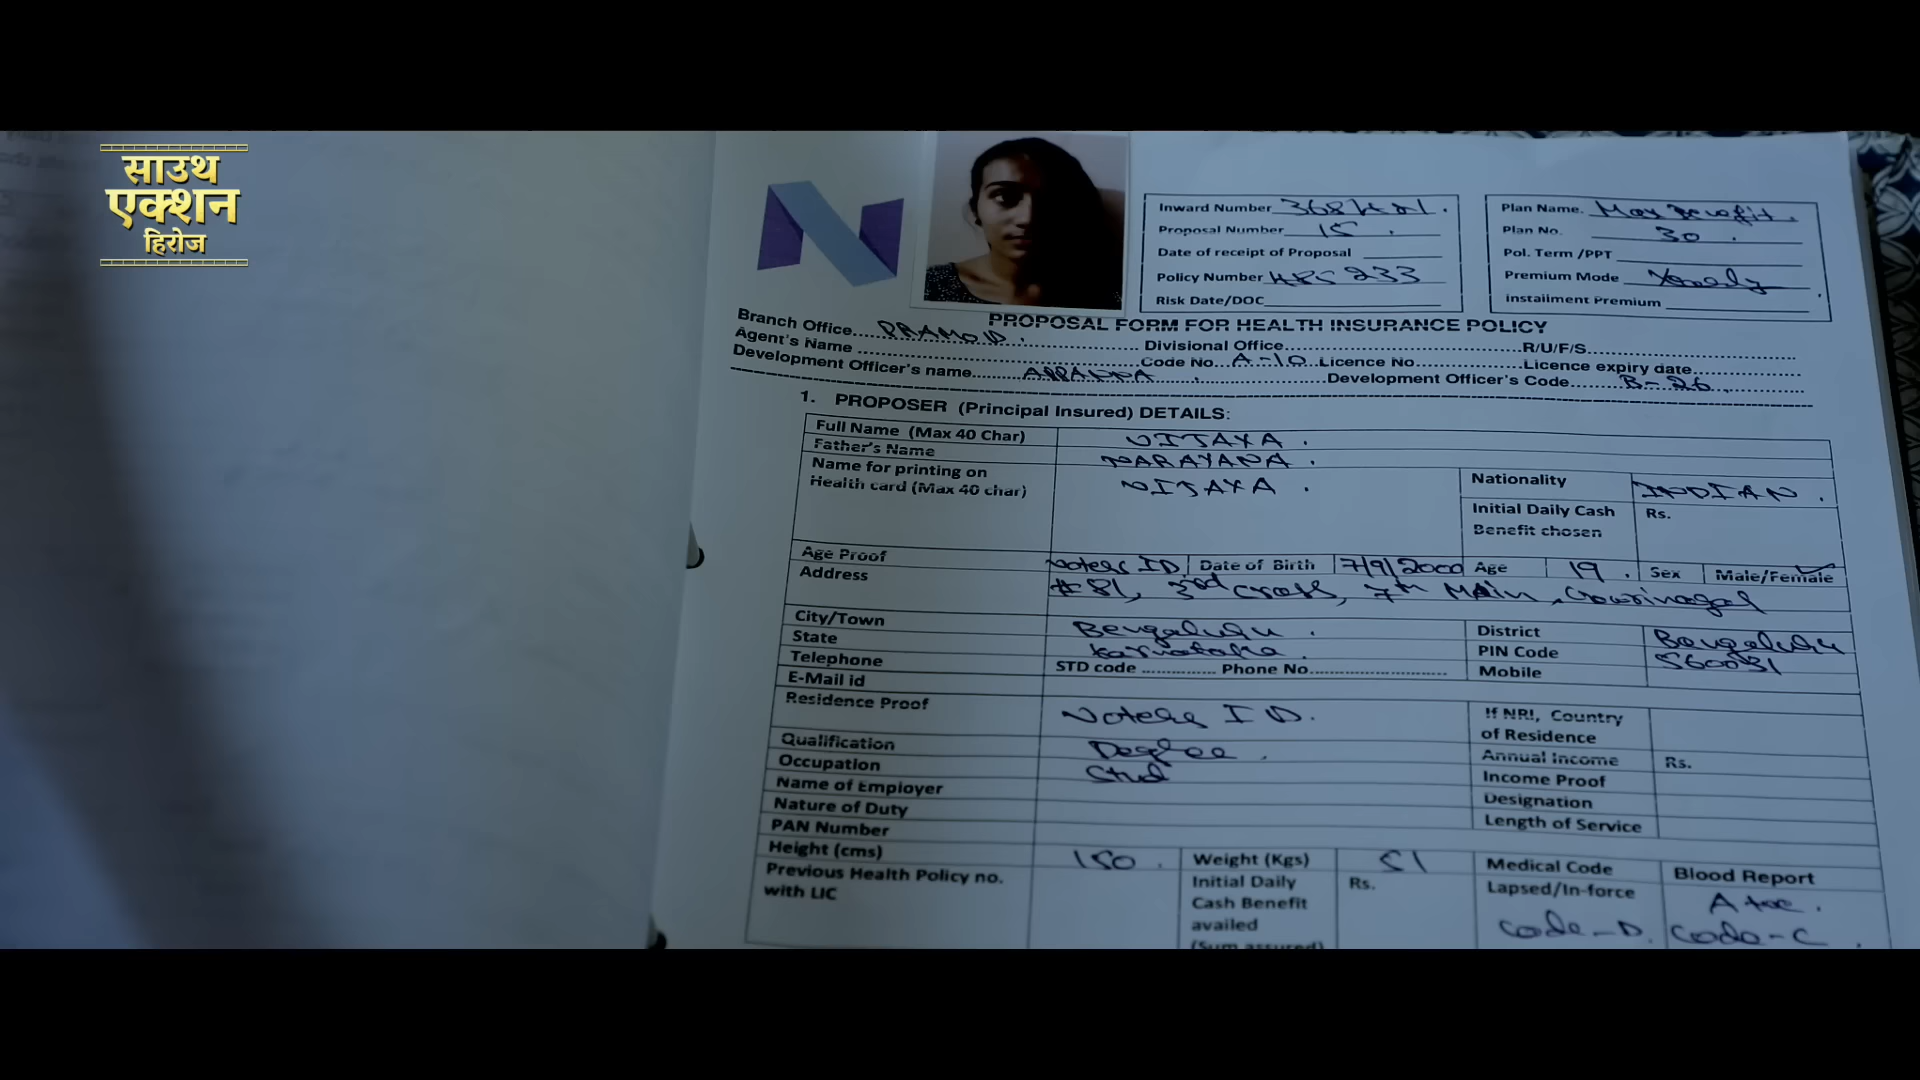 साउथ
एक्शन
हिरोज
Inward Number
Proposal Number 15 .
Date of receipt of Proposal
Policy Number 233
Risk Date/DOC
Plan Name. Max Benefit .
Plan No. 30 .
Pol. Term /PPT
Premium Mode
Installment Premium
PROPOSAL FORM FOR HEALTH INSURANCE POLICY
Branch Office.... PRAMOD . Divisional Office R/U/F/S
Agent's Name Code No. A-10 Licence No Licence expiry date
Development Officer's name ARRAPPA Development Officer's Code B-26
1. PROPOSER (Principal Insured) DETAILS:
Full Name (Max 40 Char) VIJAYA .
Father's Name NARAYANA .
Name for printing on
Health card (Max 40 char) VIJAYA .
Nationality INDIAN .
Initial Daily Cash
Benefit chosen Rs.
Age Proof Voters ID Date of Birth 7/9/2000 Age 19 . Sex Male/Female
Address #81, 3rd cross, 7th Main, Gowrinagar
City/Town Bengaluru . District Bengaluru
State Karnataka . PIN Code 560031
Telephone STD code Phone No Mobile
E-Mail id
Residence Proof Voters ID. If NRI, Country
of Residence
Qualification Degree . Annual Income Rs.
Occupation Stud Income Proof
Name of Employer Designation
Nature of Duty Length of Service
PAN Number
Height (cms) 150 . Weight (Kgs) 51 Medical Code Blood Report
Previous Health Policy no.
with LIC
Initial Daily
Cash Benefit
availed
(Sum assured)
Rs.
Lapsed/In-force
Code-D.
A +ve .
Code-C .